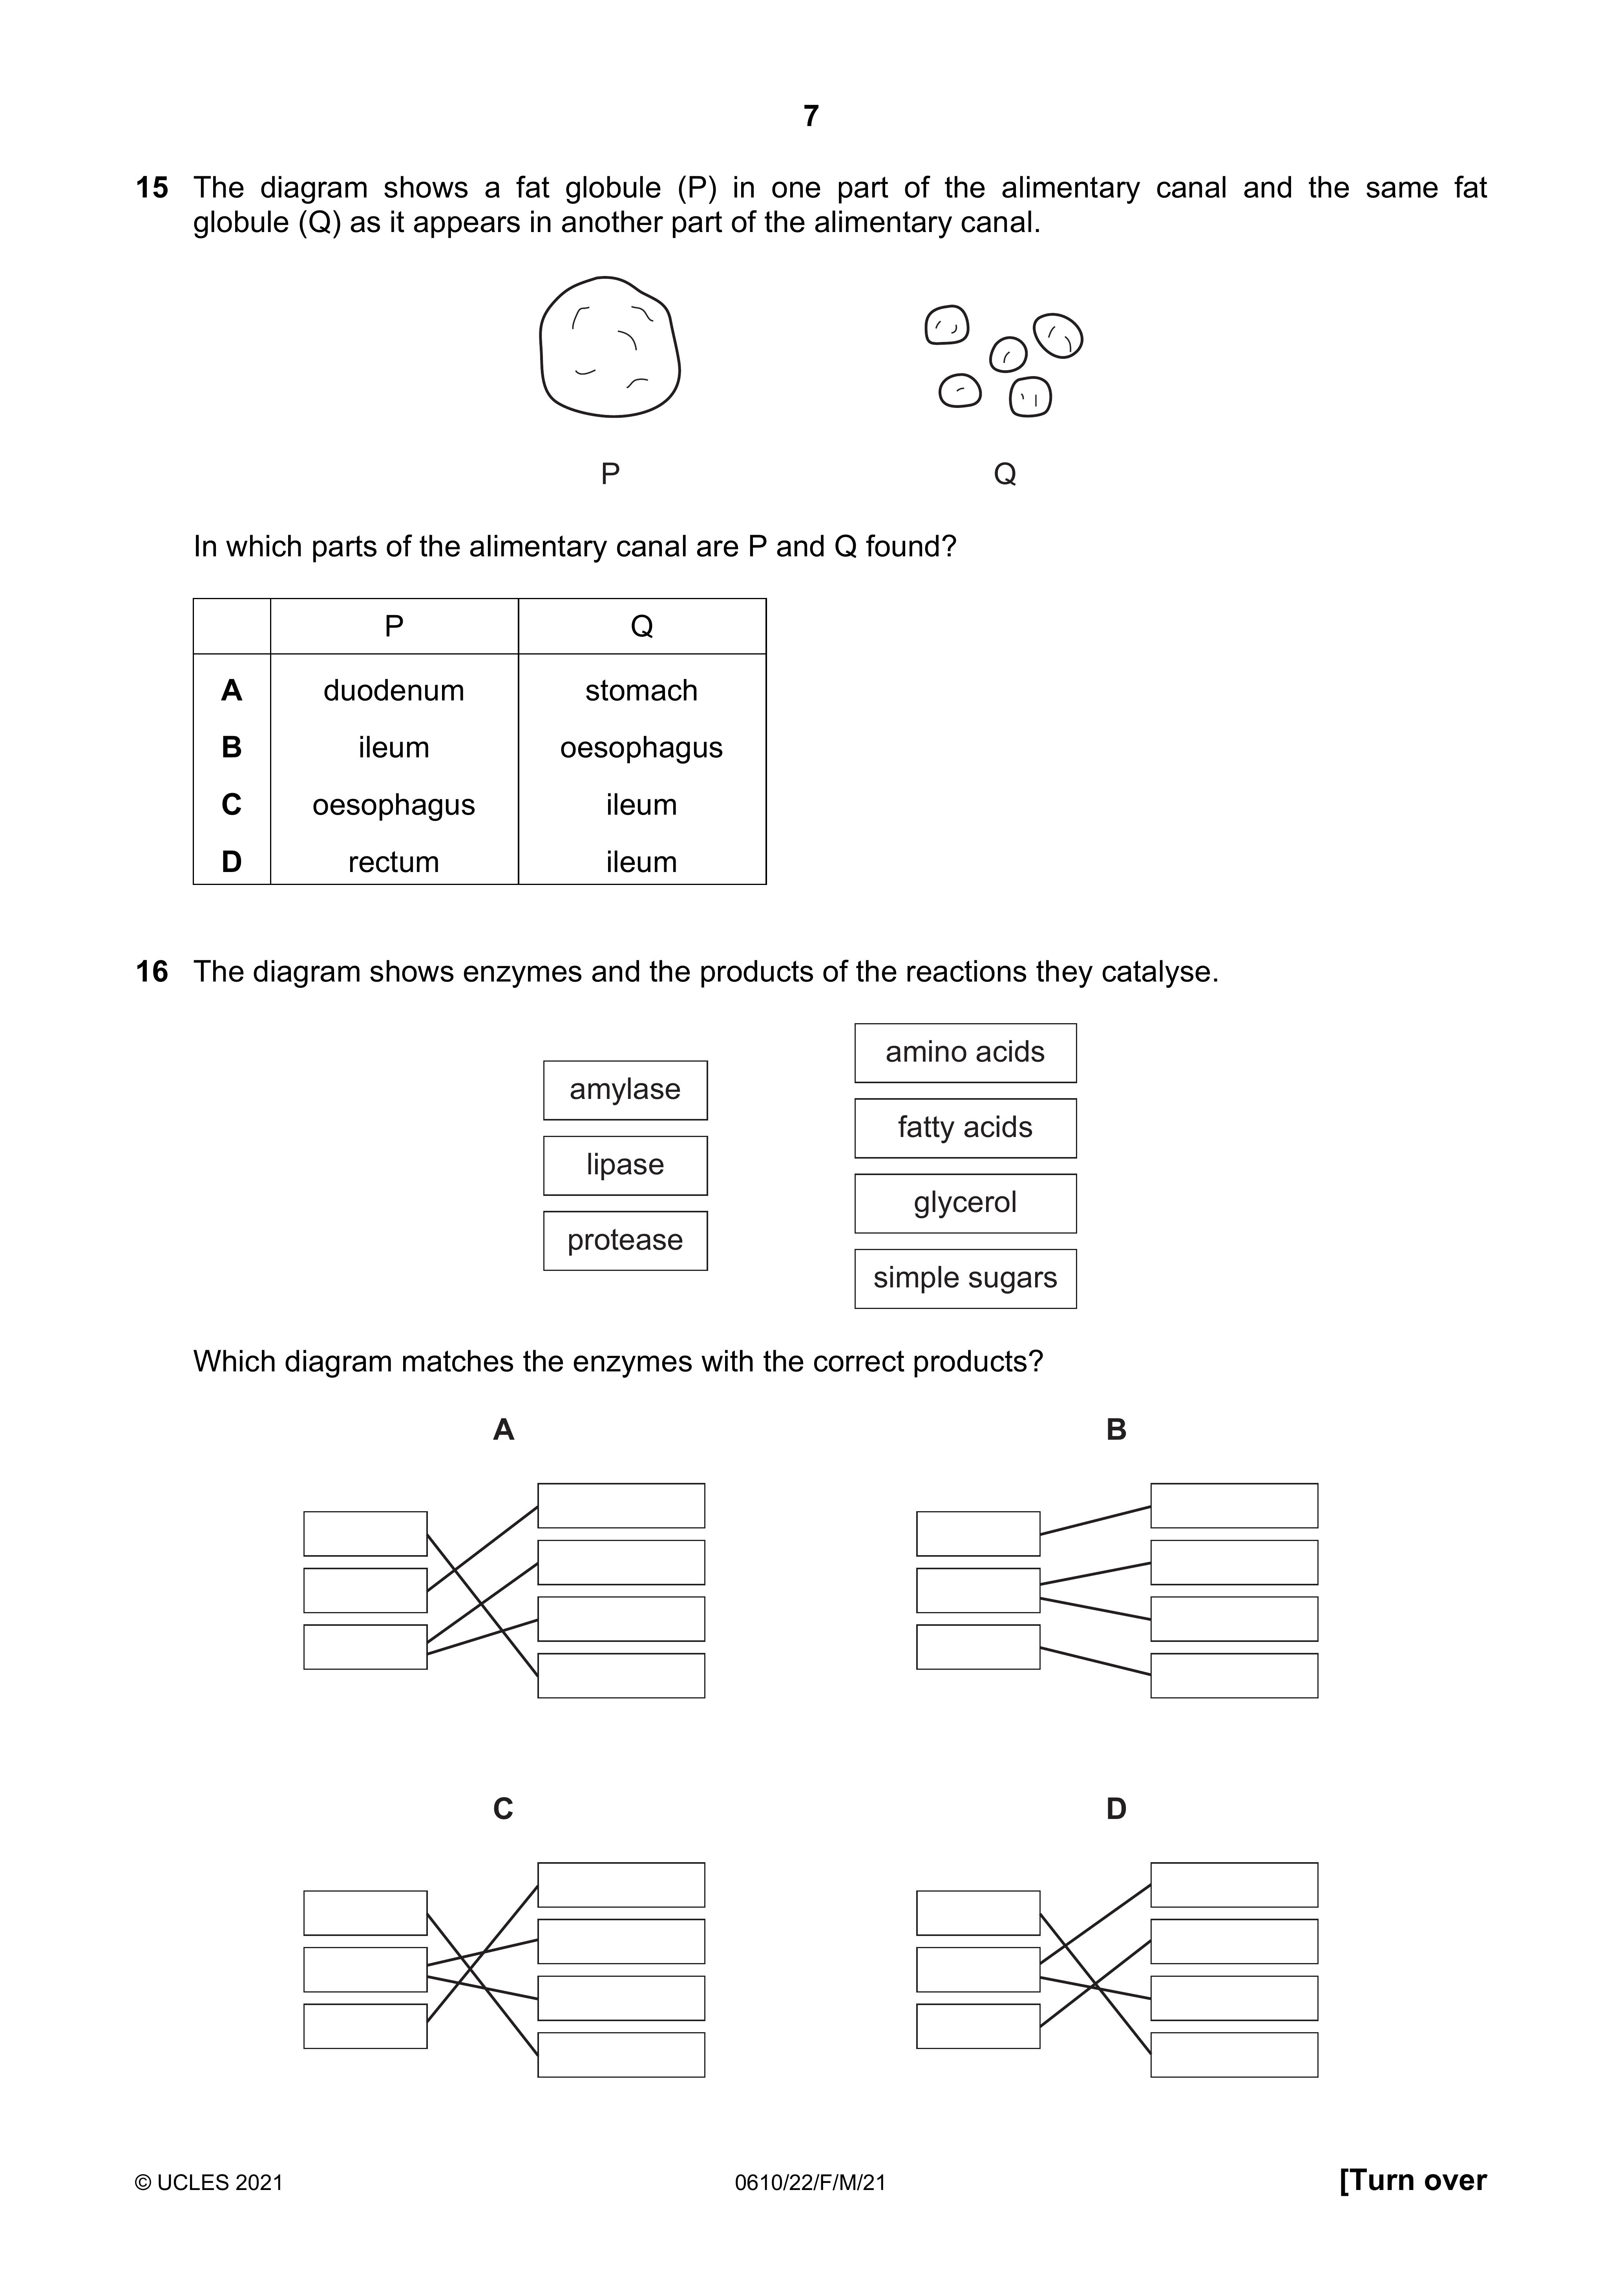 7
15 The diagram shows a fat globule (P) in one part of the alimentary canal and the same fat
globule (Q) as it appears in another part of the alimentary canal.
P Q
In which parts of the alimentary canal are P and Q found?
P Q
A duodenum stomach
B ileum oesophagus
C oesophagus ileum
D rectum ileum
16 The diagram shows enzymes and the products of the reactions they catalyse.
amylase
lipase
protease
amino acids
fatty acids
glycerol
simple sugars
Which diagram matches the enzymes with the correct products?
A B
C D
© UCLES 2021 0610/22/F/M/21 [Turn over